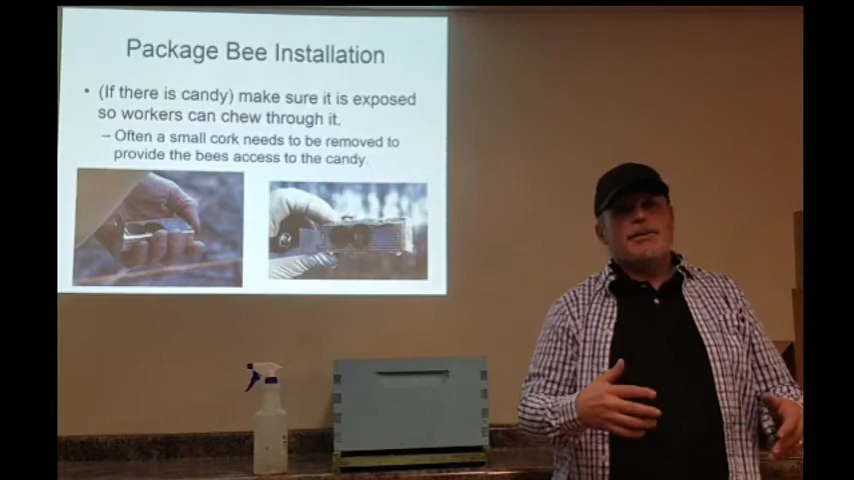 Package Bee Installation
• (If there is candy) make sure it is exposed
so workers can chew through it.
– Often a small cork needs to be removed to
provide the bees access to the candy.